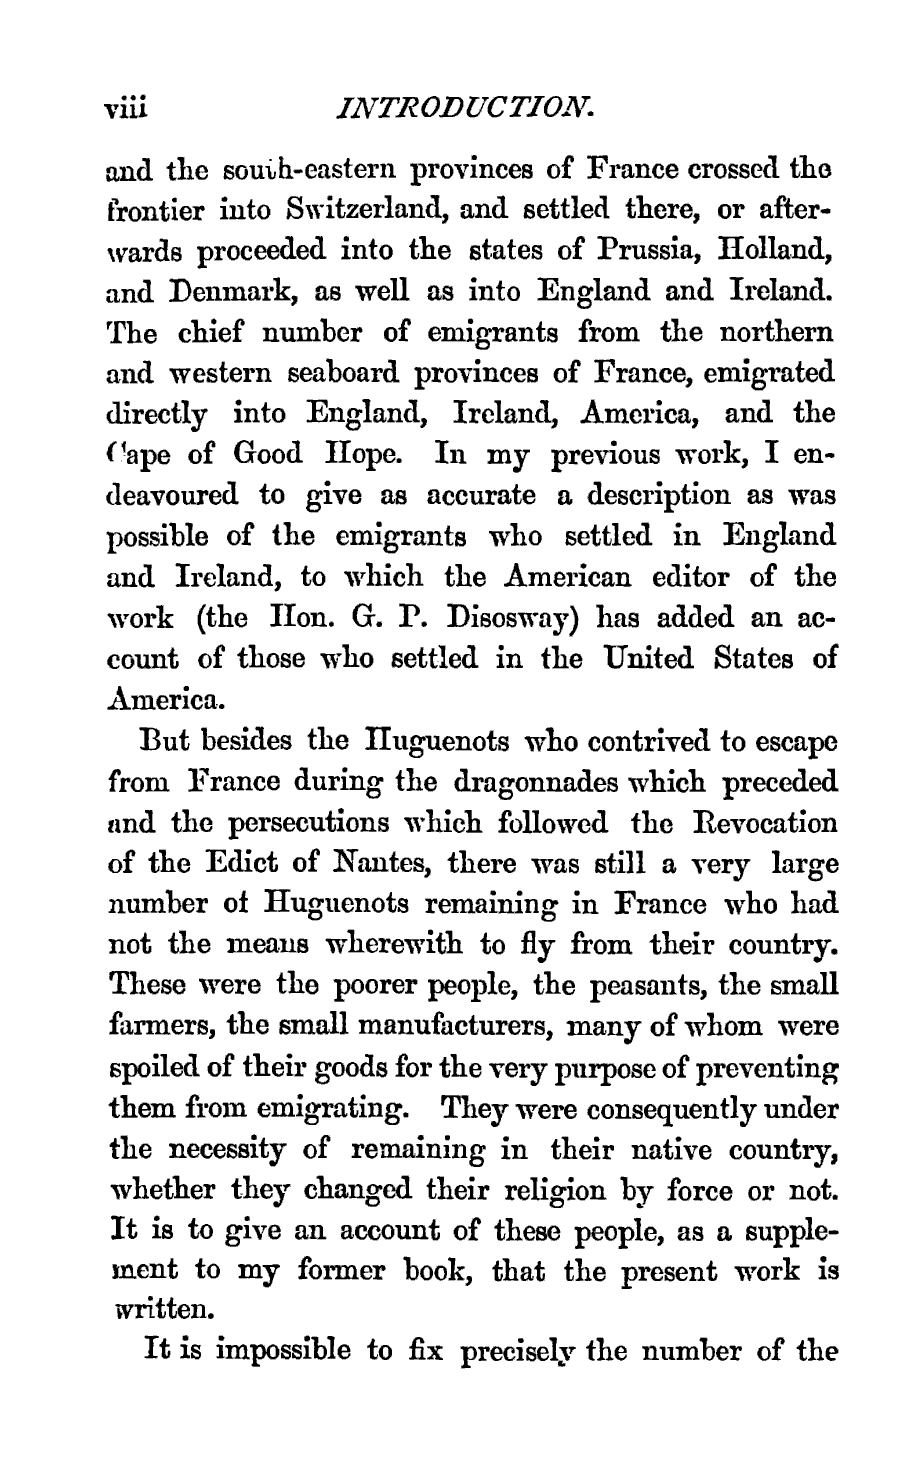 viii INTRODUCTION.
and the south-eastern provinces of France crossed the
frontier into Switzerland, and settled there, or after-
wards proceeded into the states of Prussia, Holland,
and Denmark, as well as into England and Ireland.
The chief number of emigrants from the northern
and western seaboard provinces of France, emigrated
directly into England, Ireland, America, and the
Cape of Good Hope. In my previous work, I en-
deavoured to give as accurate a description as was
possible of the emigrants who settled in England
and Ireland, to which the American editor of the
work (the Hon. G. P. Disosway) has added an ac-
count of those who settled in the United States of
America.
But besides the Huguenots who contrived to escape
from France during the dragonnades which preceded
and the persecutions which followed the Revocation
of the Edict of Nantes, there was still a very large
number of Huguenots remaining in France who had
not the means wherewith to fly from their country.
These were the poorer people, the peasants, the small
farmers, the small manufacturers, many of whom were
spoiled of their goods for the very purpose of preventing
them from emigrating. They were consequently under
the necessity of remaining in their native country,
whether they changed their religion by force or not.
It is to give an account of these people, as a supple-
ment to my former book, that the present work is
written.
It is impossible to fix precisely the number of the